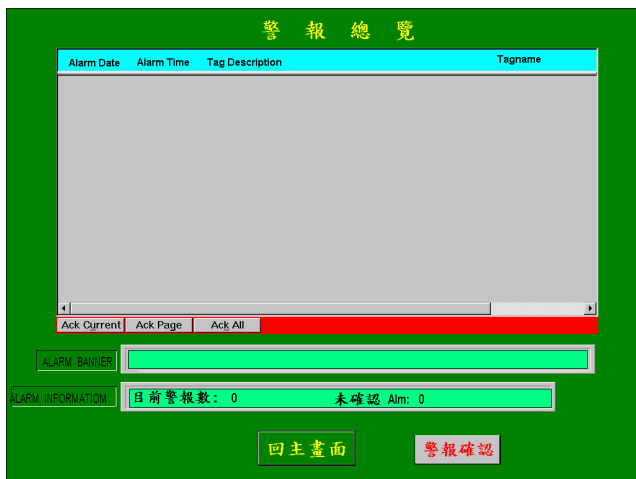 警報總覽
Alarm Date Alarm Time Tag Description Tagname
Ack Current Ack Page Ack All
ALARM BANNER
ALARM INFORMATIOM 目前警報數: 0 未確認 Alm: 0
回主畫面 警報確認